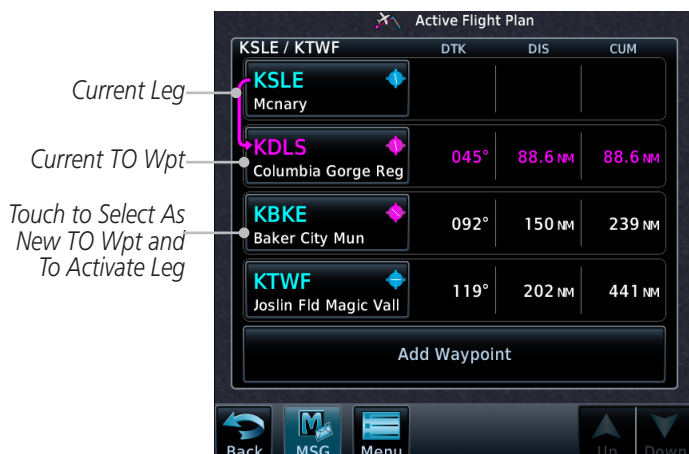 Active Flight Plan
KSLE / KTWF DTK DIS CUM
Current Leg
KSLE
Mcnary
Current TO Wpt
KDLS
Columbia Gorge Reg
045° 88.6 NM 88.6 NM
Touch to Select As
New TO Wpt and
To Activate Leg
KBKE
Baker City Mun
092° 150 NM 239 NM
KTWF
Joslin Fld Magic Vall
119° 202 NM 441 NM
Add Waypoint
Back MSG Menu Up Down